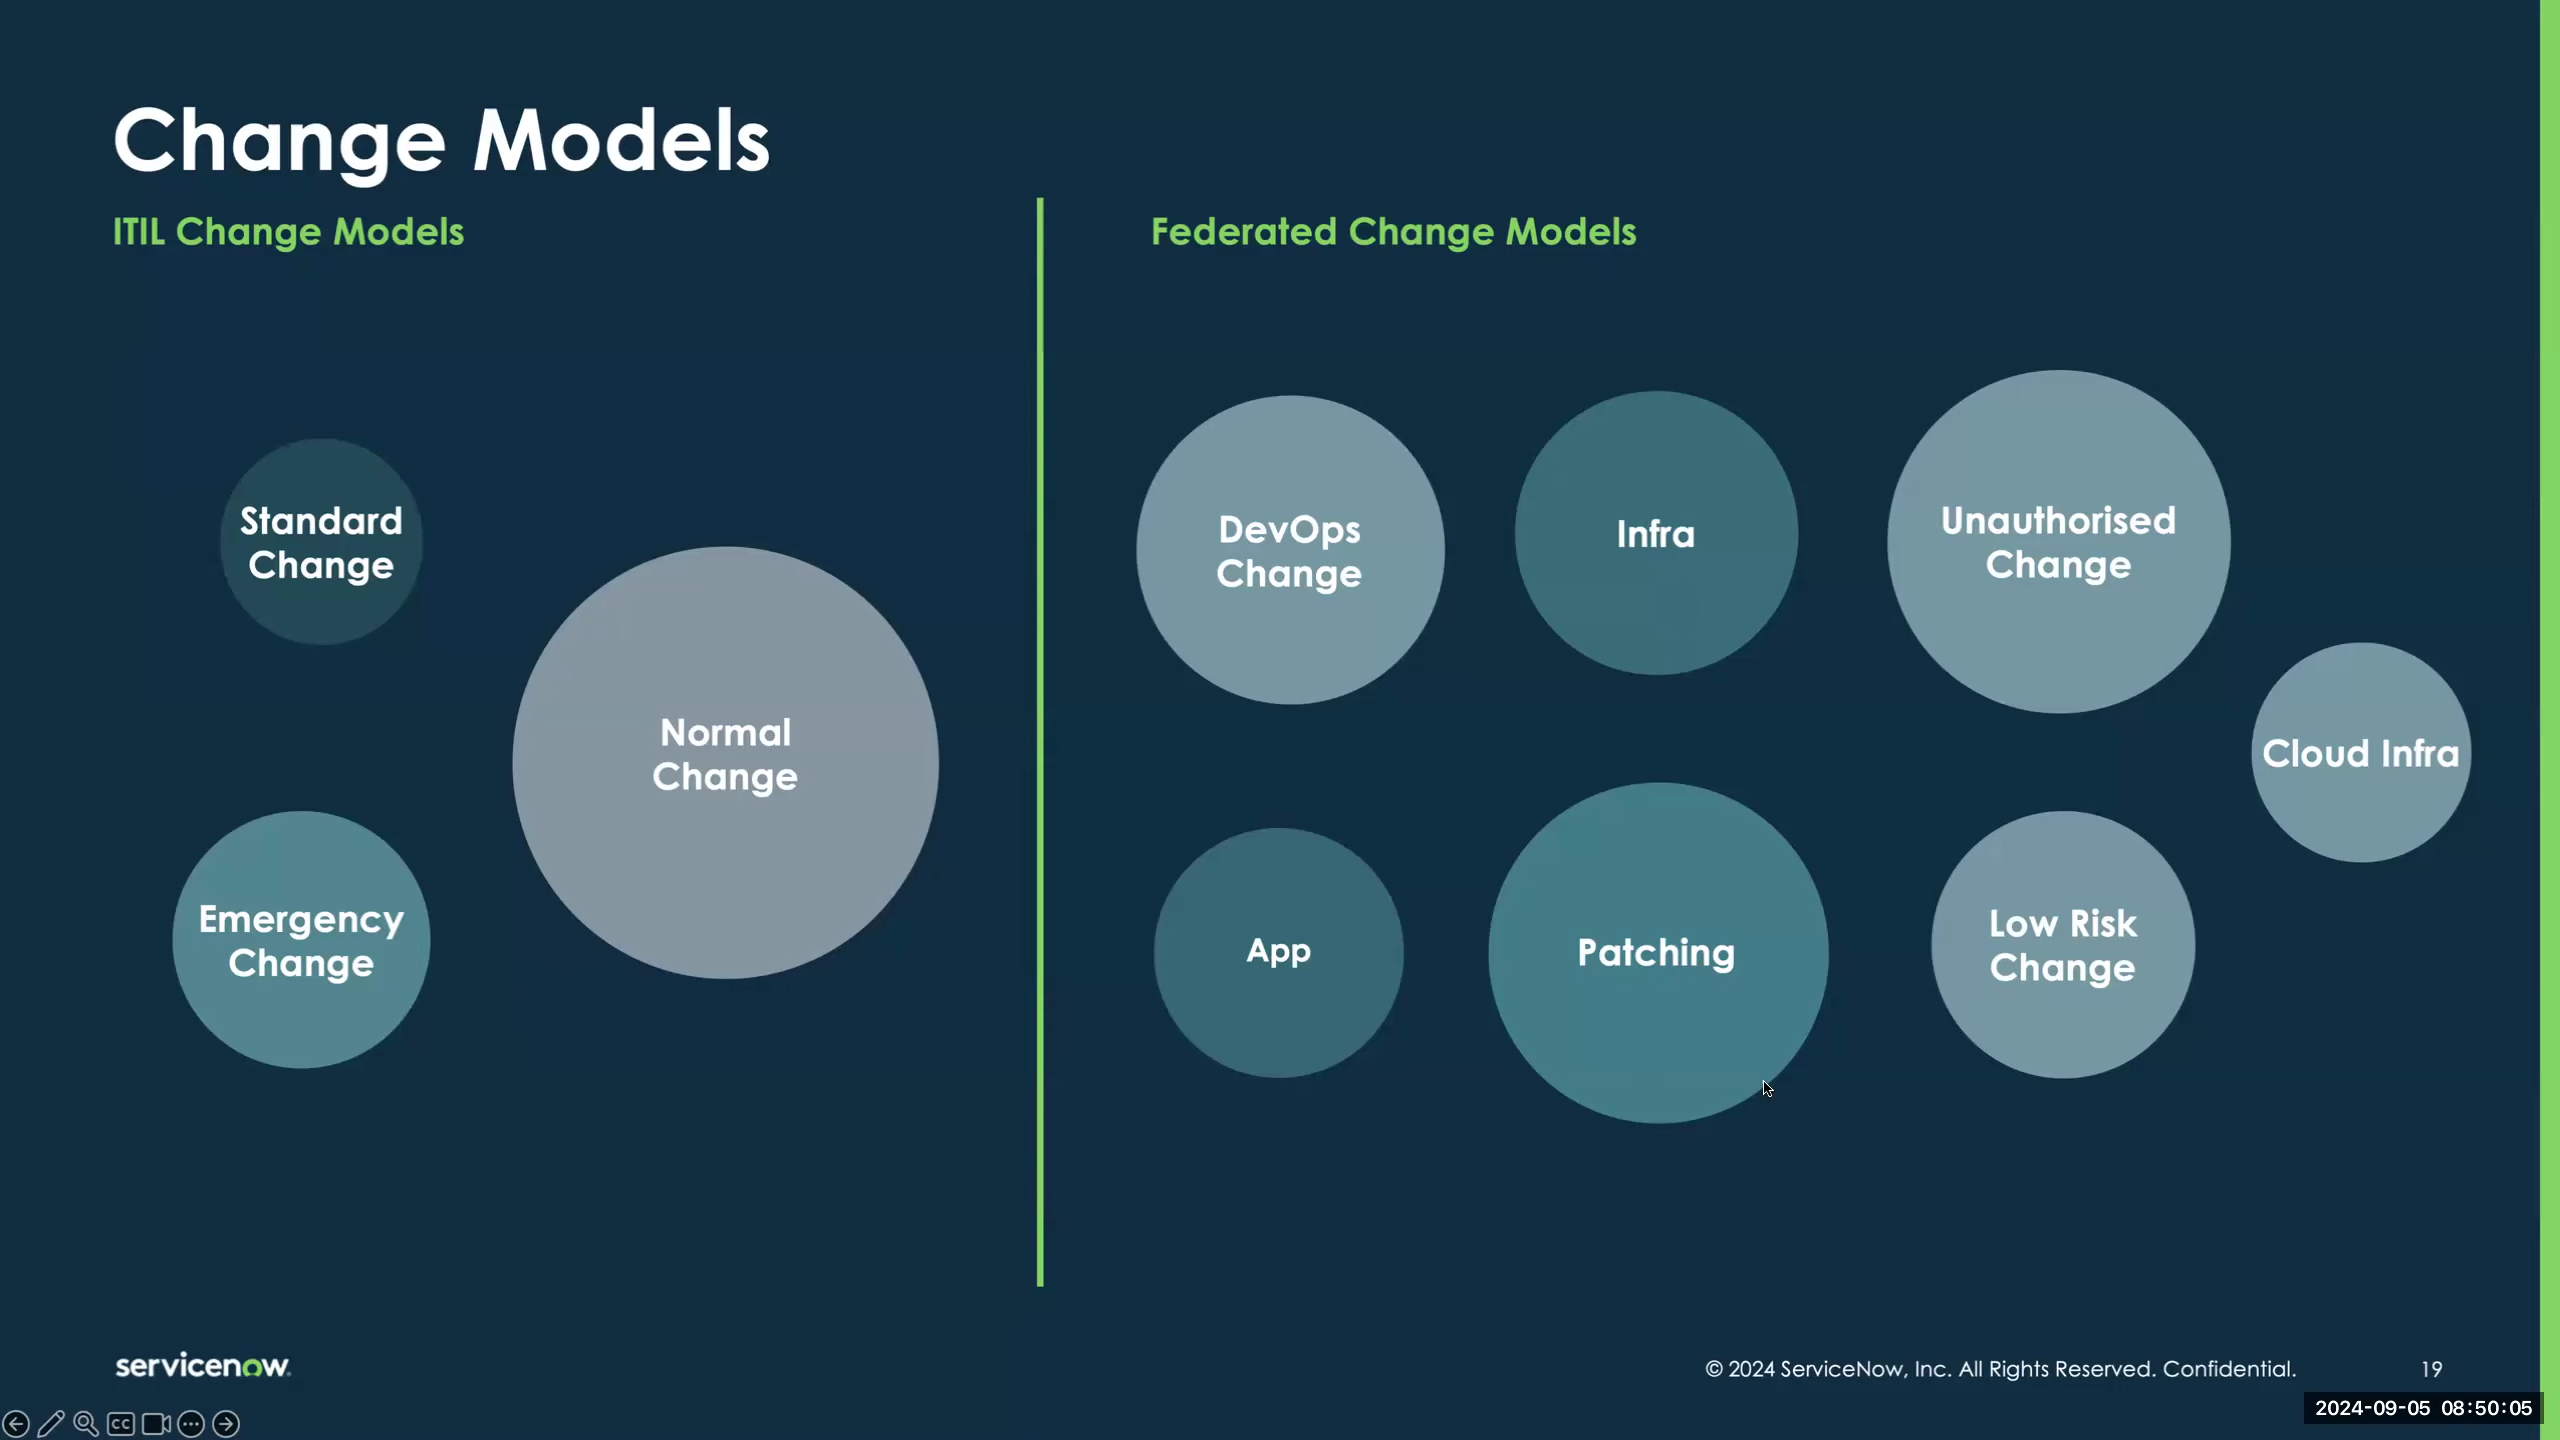 Change Models
ITIL Change Models
Federated Change Models
Standard
Change
Normal
Change
Emergency
Change
DevOps
Change
Infra
Unauthorised
Change
Cloud Infra
App
Patching
Low Risk
Change
servicenow.
© 2024 ServiceNow, Inc. All Rights Reserved. Confidential.
19
CC
2024-09-05 08:50:05